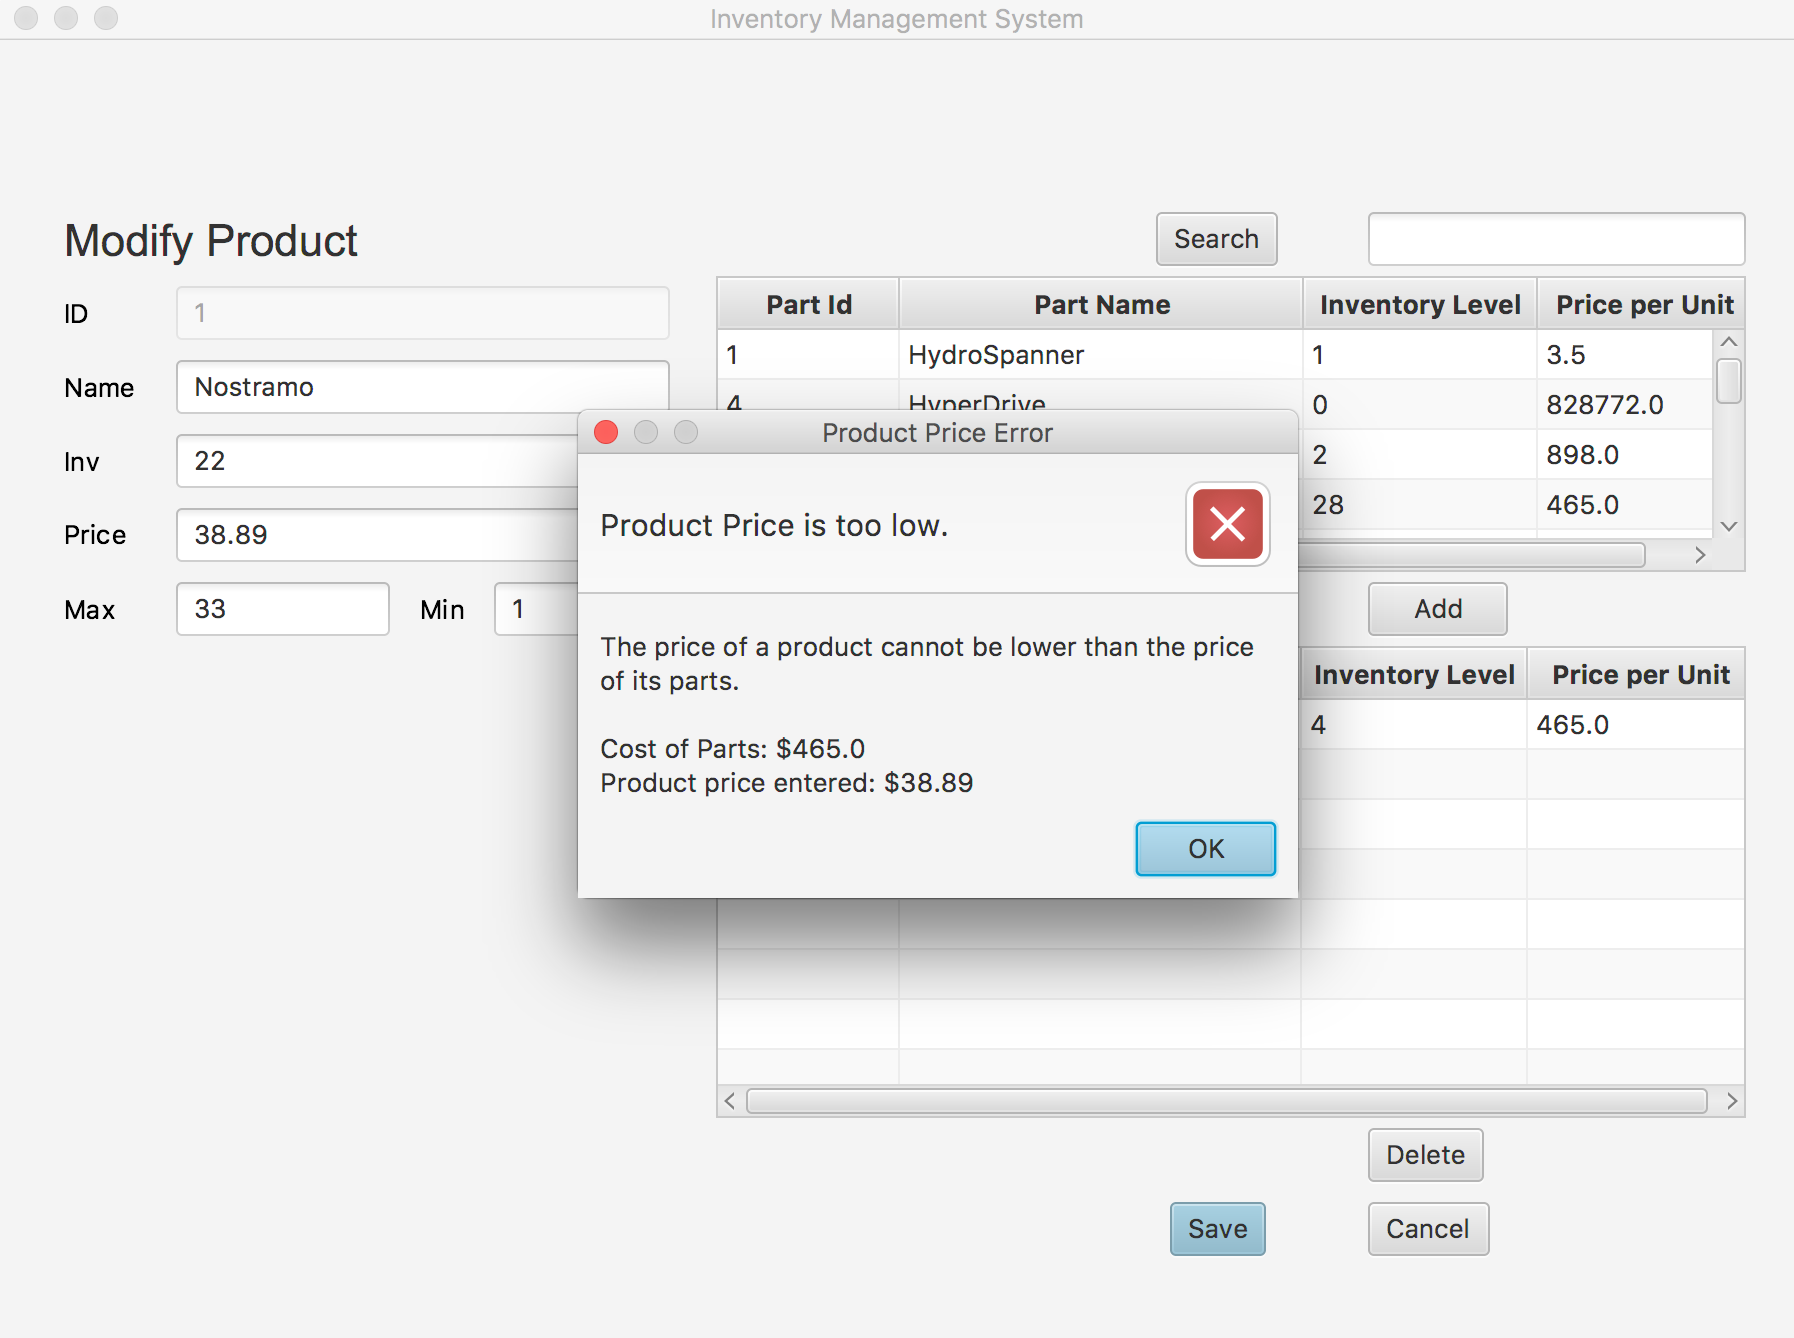 Inventory Management System
Modify Product
Search
ID 1
Name Nostramo
Inv 22
Price 38.89
Max 33 Min 1
Part Id Part Name Inventory Level Price per Unit
1 HydroSpanner 1 3.5
4 HyperDrive 0 828772.0
2 898.0
28 465.0
Product Price Error
Product Price is too low.
The price of a product cannot be lower than the price
of its parts.
Cost of Parts: $465.0
Product price entered: $38.89
OK
Add
Inventory Level Price per Unit
4 465.0
Delete
Save Cancel